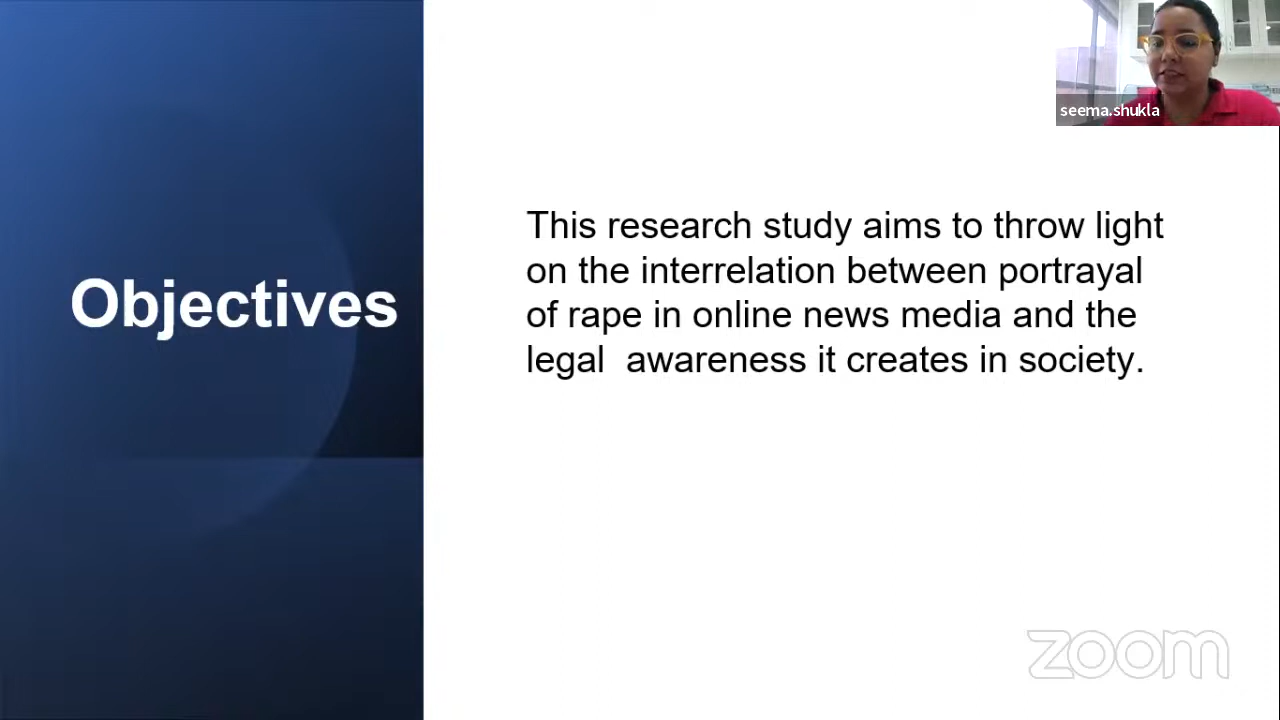 seema.shukla
Objectives
This research study aims to throw light
on the interrelation between portrayal
of rape in online news media and the
legal  awareness it creates in society.
zoom